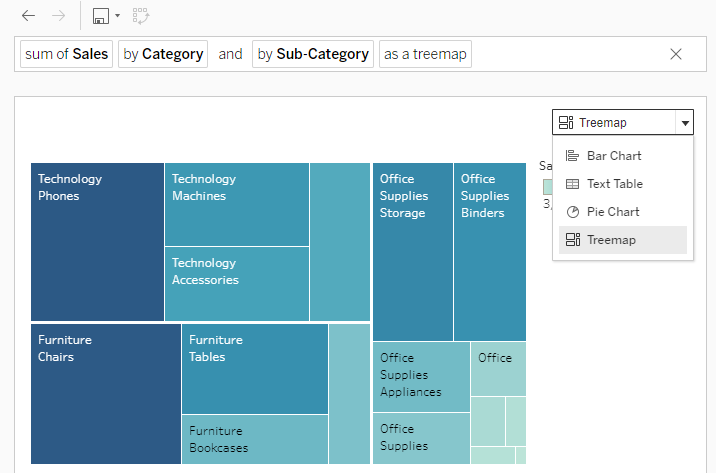 sum of Sales by Category and by Sub-Category as a treemap
Treemap
Bar Chart
Text Table
Pie Chart
Treemap
Sa
3,
Technology
Phones
Technology
Machines
Technology
Accessories
Furniture
Chairs
Furniture
Tables
Furniture
Bookcases
Office
Supplies
Storage
Office
Supplies
Binders
Office
Supplies
Appliances
Office
Supplies
Office